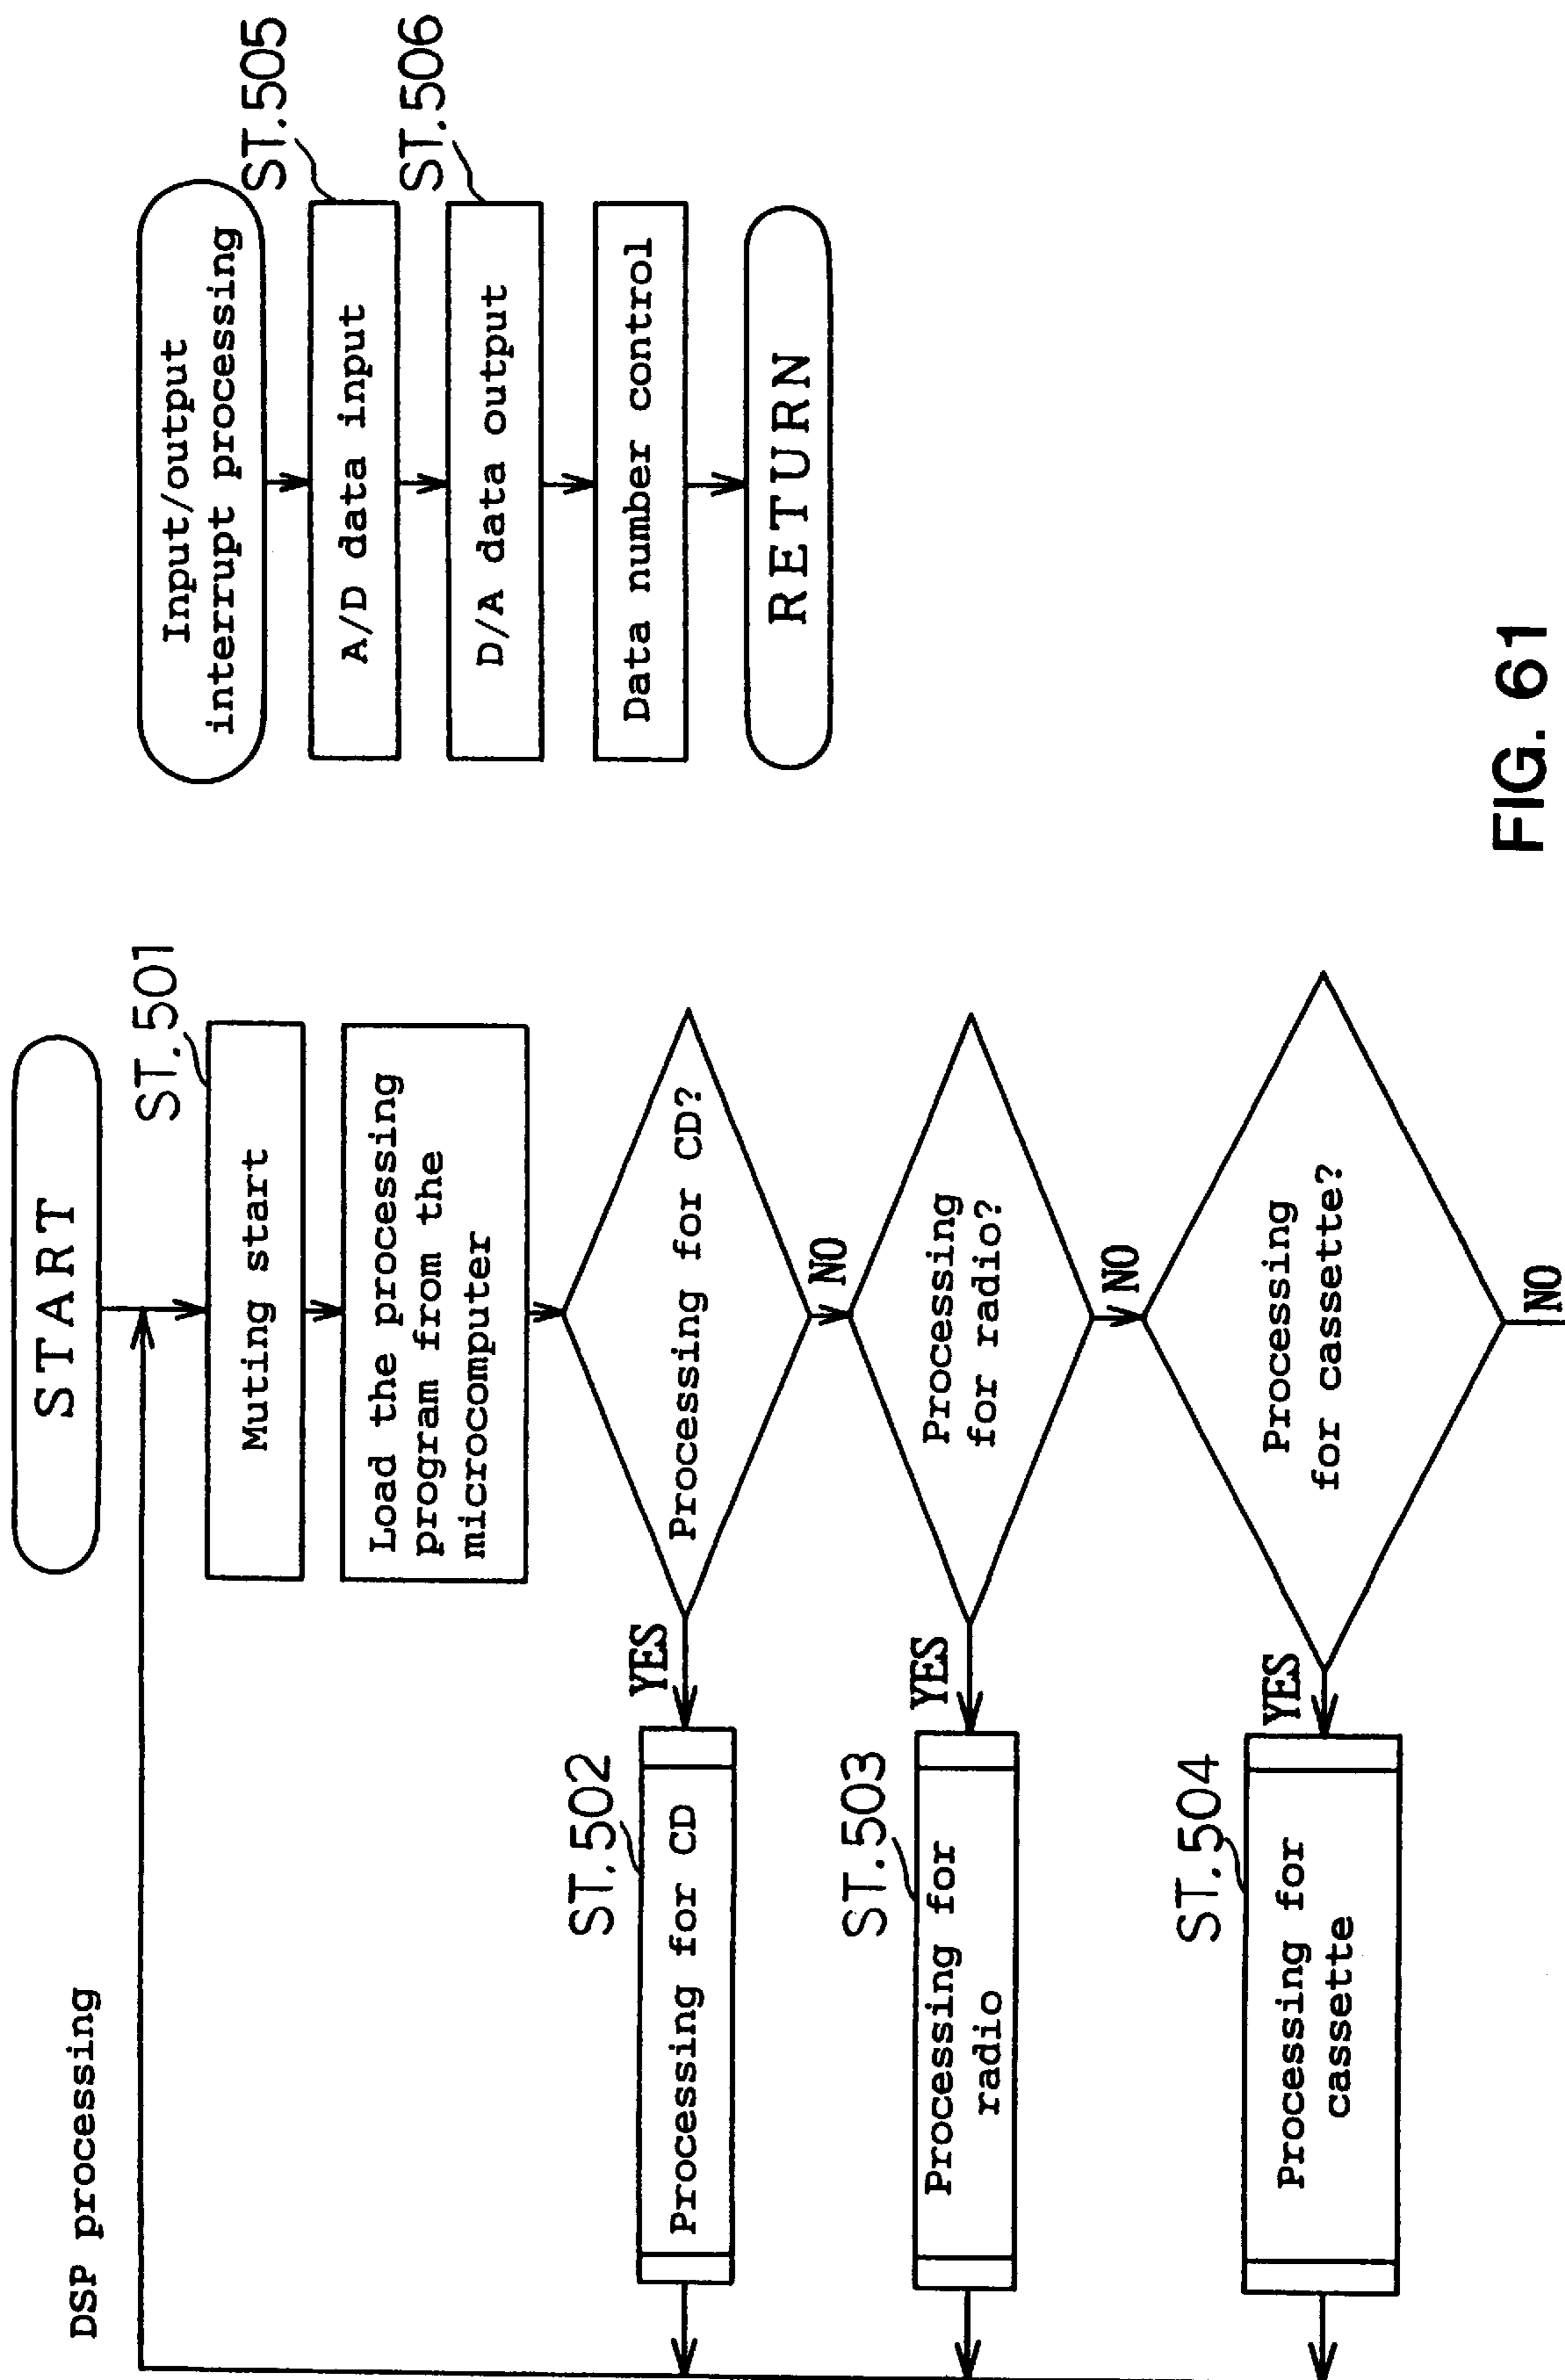 DSP processing
START
ST.501
Muting start
Load the processing
program from the
microcomputer
Processing for CD?
YES
NO
ST.502
Processing for CD
Processing
for radio?
YES
NO
ST.503
Processing for
radio
Processing
for cassette?
YES
NO
ST.504
Processing for
cassette
Input/output
interrupt processing
ST.505
A/D data input
ST.506
D/A data output
Data number control
RETURN
FIG. 61